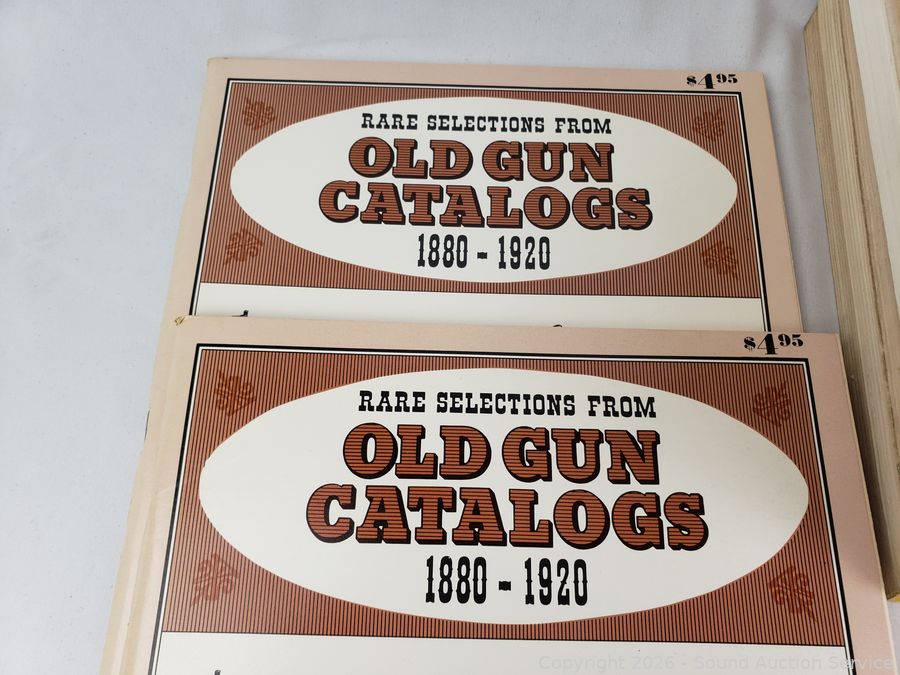 $4.95
RARE SELECTIONS FROM
OLD GUN
CATALOGS
1880 - 1920
$4.95
RARE SELECTIONS FROM
OLD GUN
CATALOGS
1880 - 1920
Copyright 2026 - Sound Auction Service